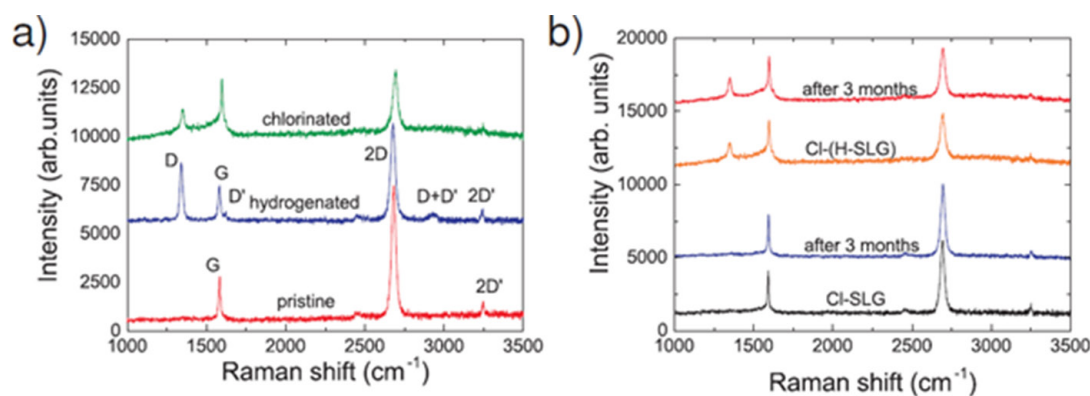 a)
15000
12500
10000
7500
5000
2500
0
Intensity (arb.units)
chlorinated
D
G
D'
hydrogenated
2D
D+D'
2D'
G
pristine
2D'
1000 1500 2000 2500 3000 3500
Raman shift (cm⁻¹)
b)
20000
15000
10000
5000
0
Intensity (arb. units)
after 3 months
Cl-(H-SLG)
after 3 months
Cl-SLG
1000 1500 2000 2500 3000 3500
Raman shift (cm⁻¹)